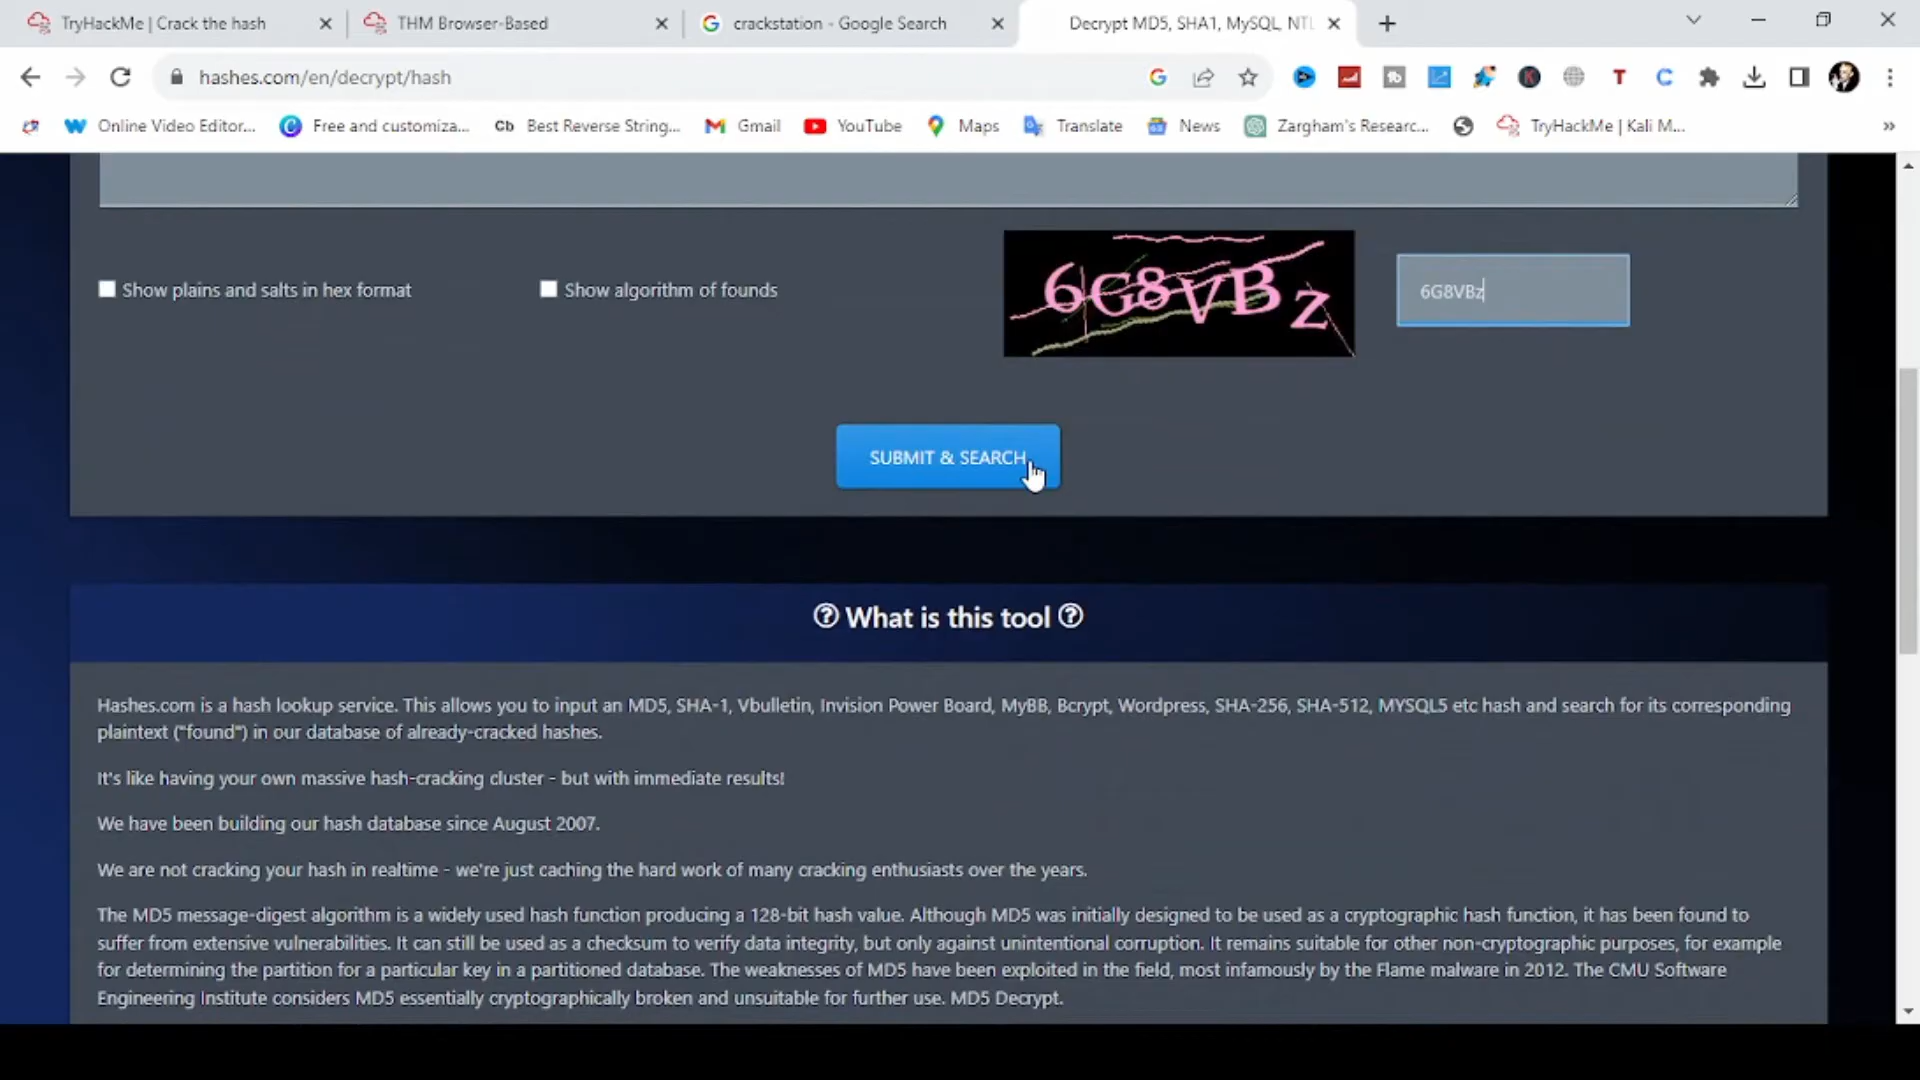 TryHackMe | Crack the hash
THM Browser-Based
crackstation - Google Search
Decrypt MD5, SHA1, MySQL, NTL
hashes.com/en/decrypt/hash
Online Video Editor...
Free and customiza...
Cb Best Reverse String...
Gmail
YouTube
Maps
Translate
News
Zargham's Researc...
TryHackMe | Kali M...
»
Show plains and salts in hex format
Show algorithm of founds
6G8VBz
6G8VBz
SUBMIT & SEARCH
What is this tool
Hashes.com is a hash lookup service. This allows you to input an MD5, SHA-1, Vbulletin, Invision Power Board, MyBB, Bcrypt, Wordpress, SHA-256, SHA-512, MYSQL5 etc hash and search for its corresponding
plaintext ("found") in our database of already-cracked hashes.
It's like having your own massive hash-cracking cluster - but with immediate results!
We have been building our hash database since August 2007.
We are not cracking your hash in realtime - we're just caching the hard work of many cracking enthusiasts over the years.
The MD5 message-digest algorithm is a widely used hash function producing a 128-bit hash value. Although MD5 was initially designed to be used as a cryptographic hash function, it has been found to
suffer from extensive vulnerabilities. It can still be used as a checksum to verify data integrity, but only against unintentional corruption. It remains suitable for other non-cryptographic purposes, for example
for determining the partition for a particular key in a partitioned database. The weaknesses of MD5 have been exploited in the field, most infamously by the Flame malware in 2012. The CMU Software
Engineering Institute considers MD5 essentially cryptographically broken and unsuitable for further use. MD5 Decrypt.